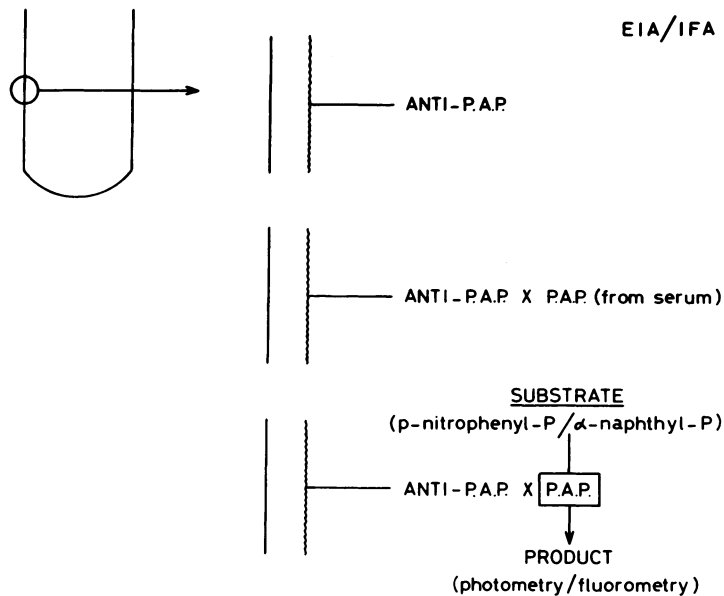 EIA/IFA
ANTI-P.A.P.
ANTI-P.A.P. X P.A.P. (from serum)
SUBSTRATE
(p-nitrophenyl-P/α-naphthyl-P)
ANTI-P.A.P. X P.A.P.
PRODUCT
(photometry/fluorometry)